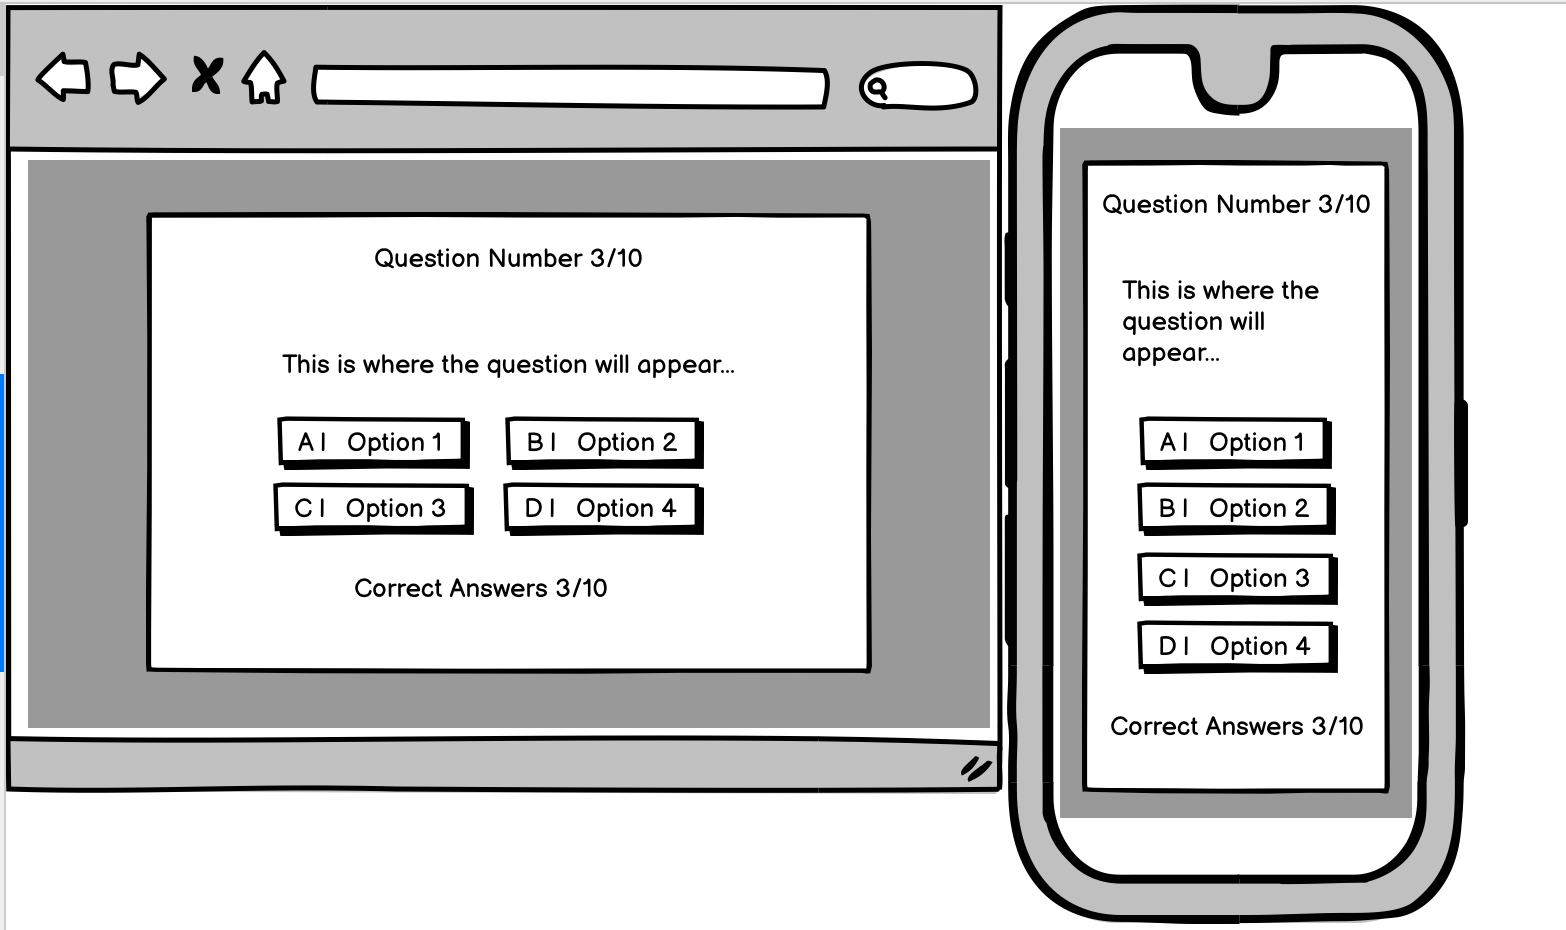 Question Number 3/10
This is where the question will appear...
A | Option 1
B | Option 2
C | Option 3
D | Option 4
Correct Answers 3/10
Question Number 3/10
This is where the
question will
appear...
A | Option 1
B | Option 2
C | Option 3
D | Option 4
Correct Answers 3/10